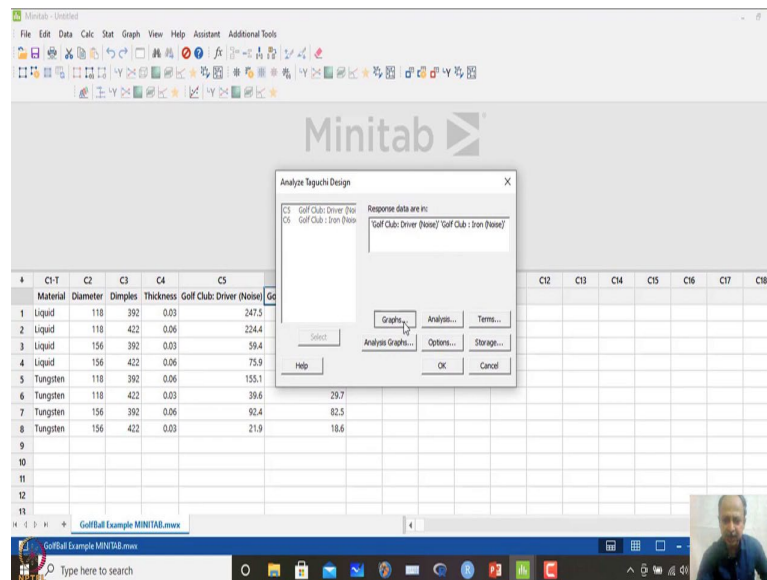 Minitab - Untitled
File Edit Data Calc Stat Graph View Help Assistant Additional Tools
Minitab
Analyze Taguchi Design
C5 Golf Club: Driver (Noi
C6 Golf Club : Iron (Noise
Response data are in:
'Golf Club: Driver (Noise)' 'Golf Club : Iron (Noise)'
Graphs... Analysis... Terms...
Select Analysis Graphs... Options... Storage...
Help OK Cancel
C1-T C2 C3 C4 C5 C12 C13 C14 C15 C16 C17 C18
Material Diameter Dimples Thickness Golf Club: Driver (Noise) Go
1 Liquid 118 392 0.03 247.5
2 Liquid 118 422 0.06 224.4
3 Liquid 156 392 0.03 59.4
4 Liquid 156 422 0.06 75.9
5 Tungsten 118 392 0.06 155.1
6 Tungsten 118 422 0.03 39.6 29.7
7 Tungsten 156 392 0.06 92.4 82.5
8 Tungsten 156 422 0.03 21.9 18.6
9
10
11
12
13
GolfBall Example MINITAB.mwx
GolfBall Example MINITAB.mwx
Type here to search
NPTEL